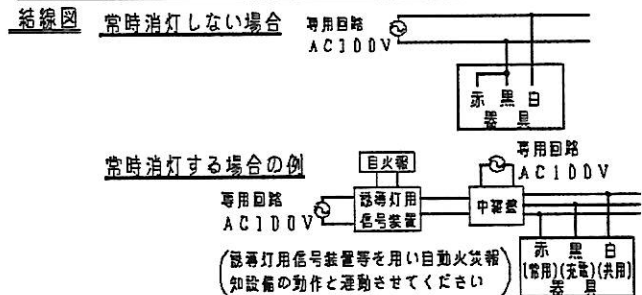 結線図 常時消灯しない場合
専用回路
AC100V
赤 黒 白
器 具
常時消灯する場合の例
自火報
専用回路
AC100V
専用回路
AC100V
誘導灯用
信号装置
中継盤
赤 黒 白
(常用)(充電)(共用)
器 具
(誘導灯用信号装置等を用い自動火災報
知設備の動作と連動させてください)